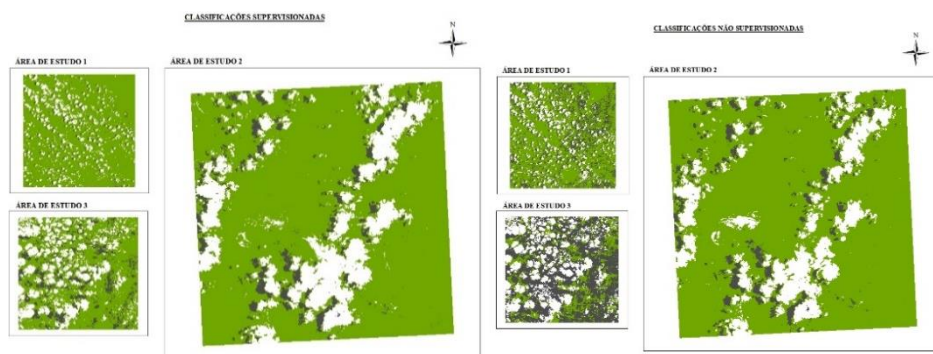 CLASSIFICAÇÕES SUPERVISIONADAS
N
ÁREA DE ESTUDO 1
ÁREA DE ESTUDO 2
ÁREA DE ESTUDO 3
CLASSIFICAÇÕES NÃO SUPERVISIONADAS
N
ÁREA DE ESTUDO 1
ÁREA DE ESTUDO 2
ÁREA DE ESTUDO 3